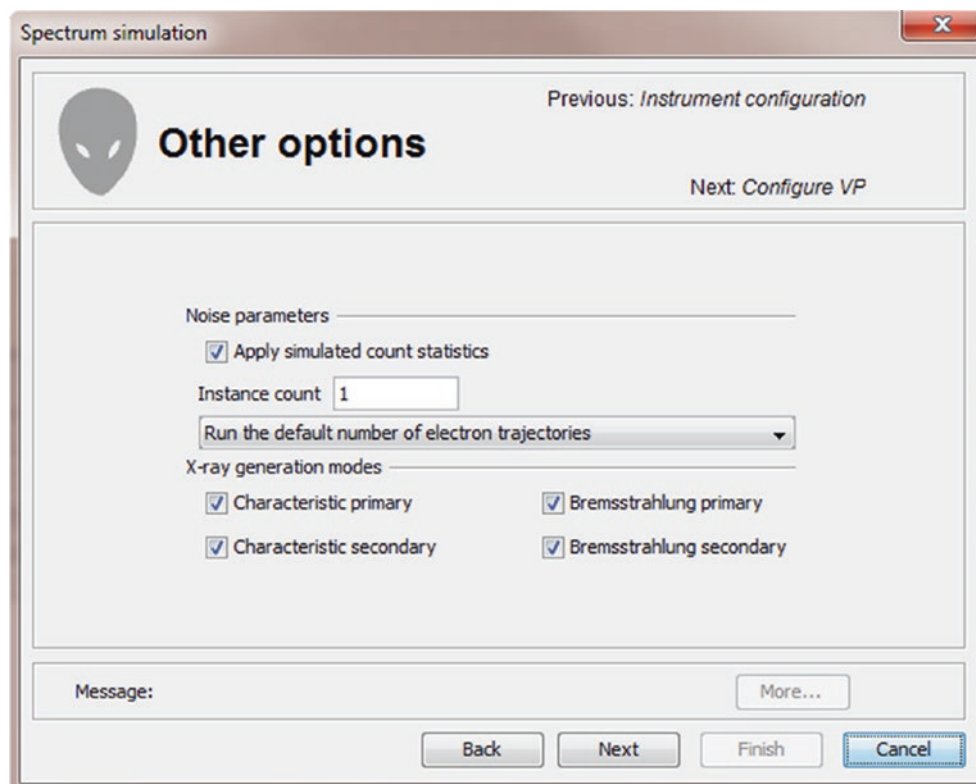 Spectrum simulation
Previous: Instrument configuration
Other options
Next: Configure VP
Noise parameters
Apply simulated count statistics
Instance count 1
Run the default number of electron trajectories
X-ray generation modes
Characteristic primary Bremsstrahlung primary
Characteristic secondary Bremsstrahlung secondary
Message: More...
Back Next Finish Cancel